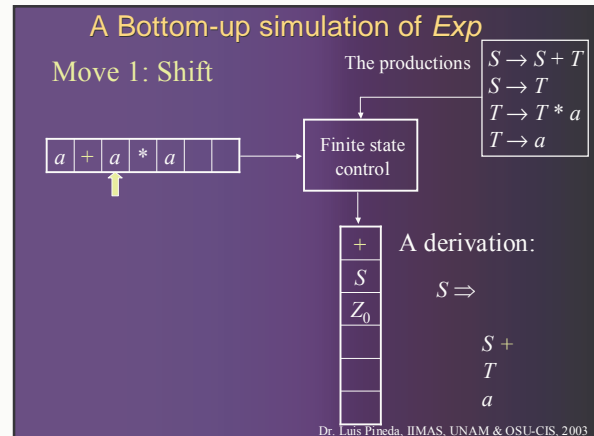 A Bottom-up simulation of Exp
Move 1: Shift
The productions
S → S + T
S → T
T → T * a
T → a
a + a * a
Finite state
control
+
S
Z₀
A derivation:
S ⇒
S +
T
a
Dr. Luis Pineda, IIMAS, UNAM & OSU-CIS, 2003